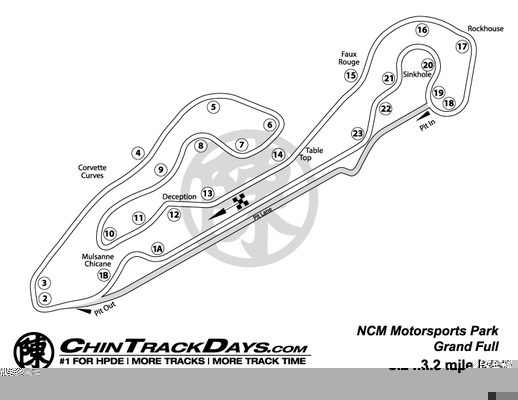 Rockhouse
16
17
Faux
Rouge
15
20
21
Sinkhole
19
18
22
Pit In
23
5
6
8
7
4
9
14
Table
Top
Corvette
Curves
Deception
13
12
11
10
Pit Lane
Mulsanne
Chicane
1A
1B
3
2
Pit Out
陳
NCM Motorsports Park
Grand Full
陳 CHINTRACKDAYS.COM
#1 FOR HPDE | MORE TRACKS | MORE TRACK TIME
3.2 mile